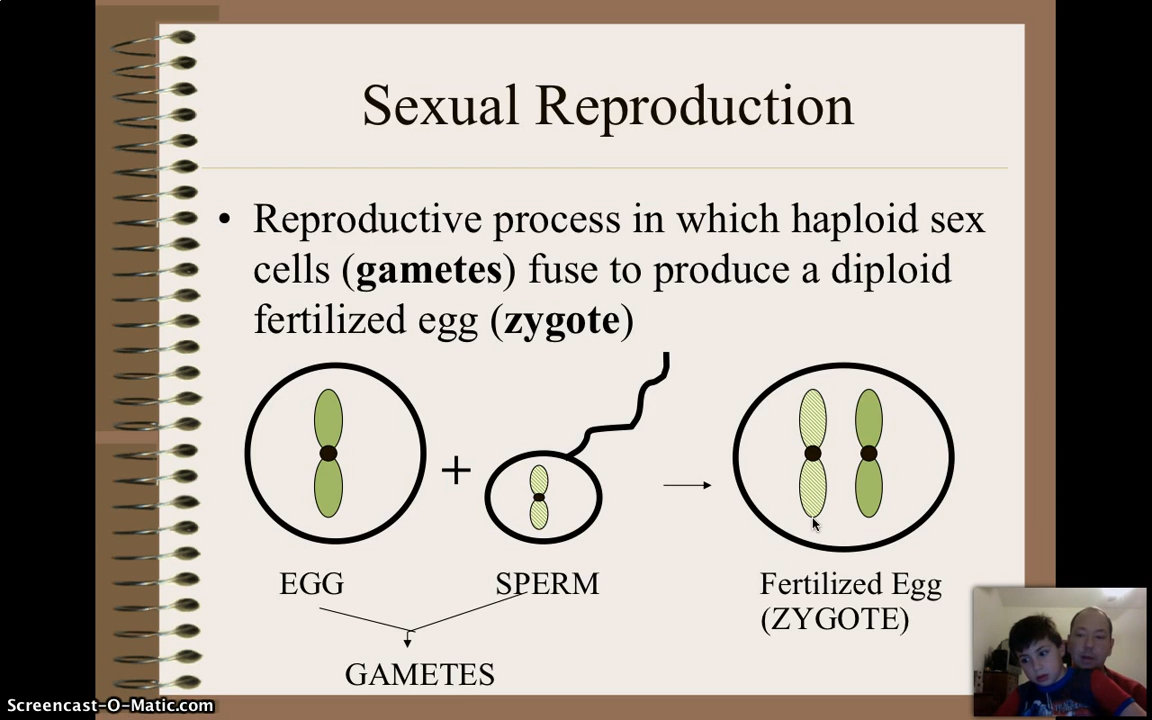 Sexual Reproduction
• Reproductive process in which haploid sex
cells (gametes) fuse to produce a diploid
fertilized egg (zygote)
+
EGG
SPERM
Fertilized Egg
(ZYGOTE)
GAMETES
Screencast-O-Matic.com